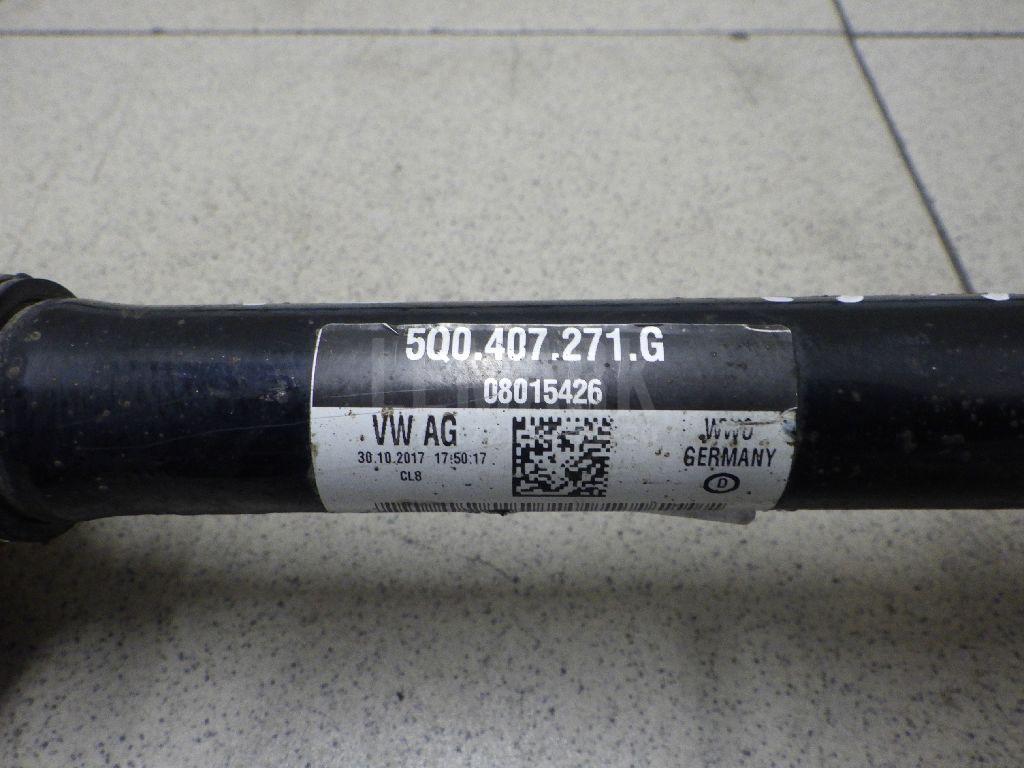 5Q0.407.271.G
08015426
VW AG
30.10.2017 17:50:17
CL8
GERMANY
D